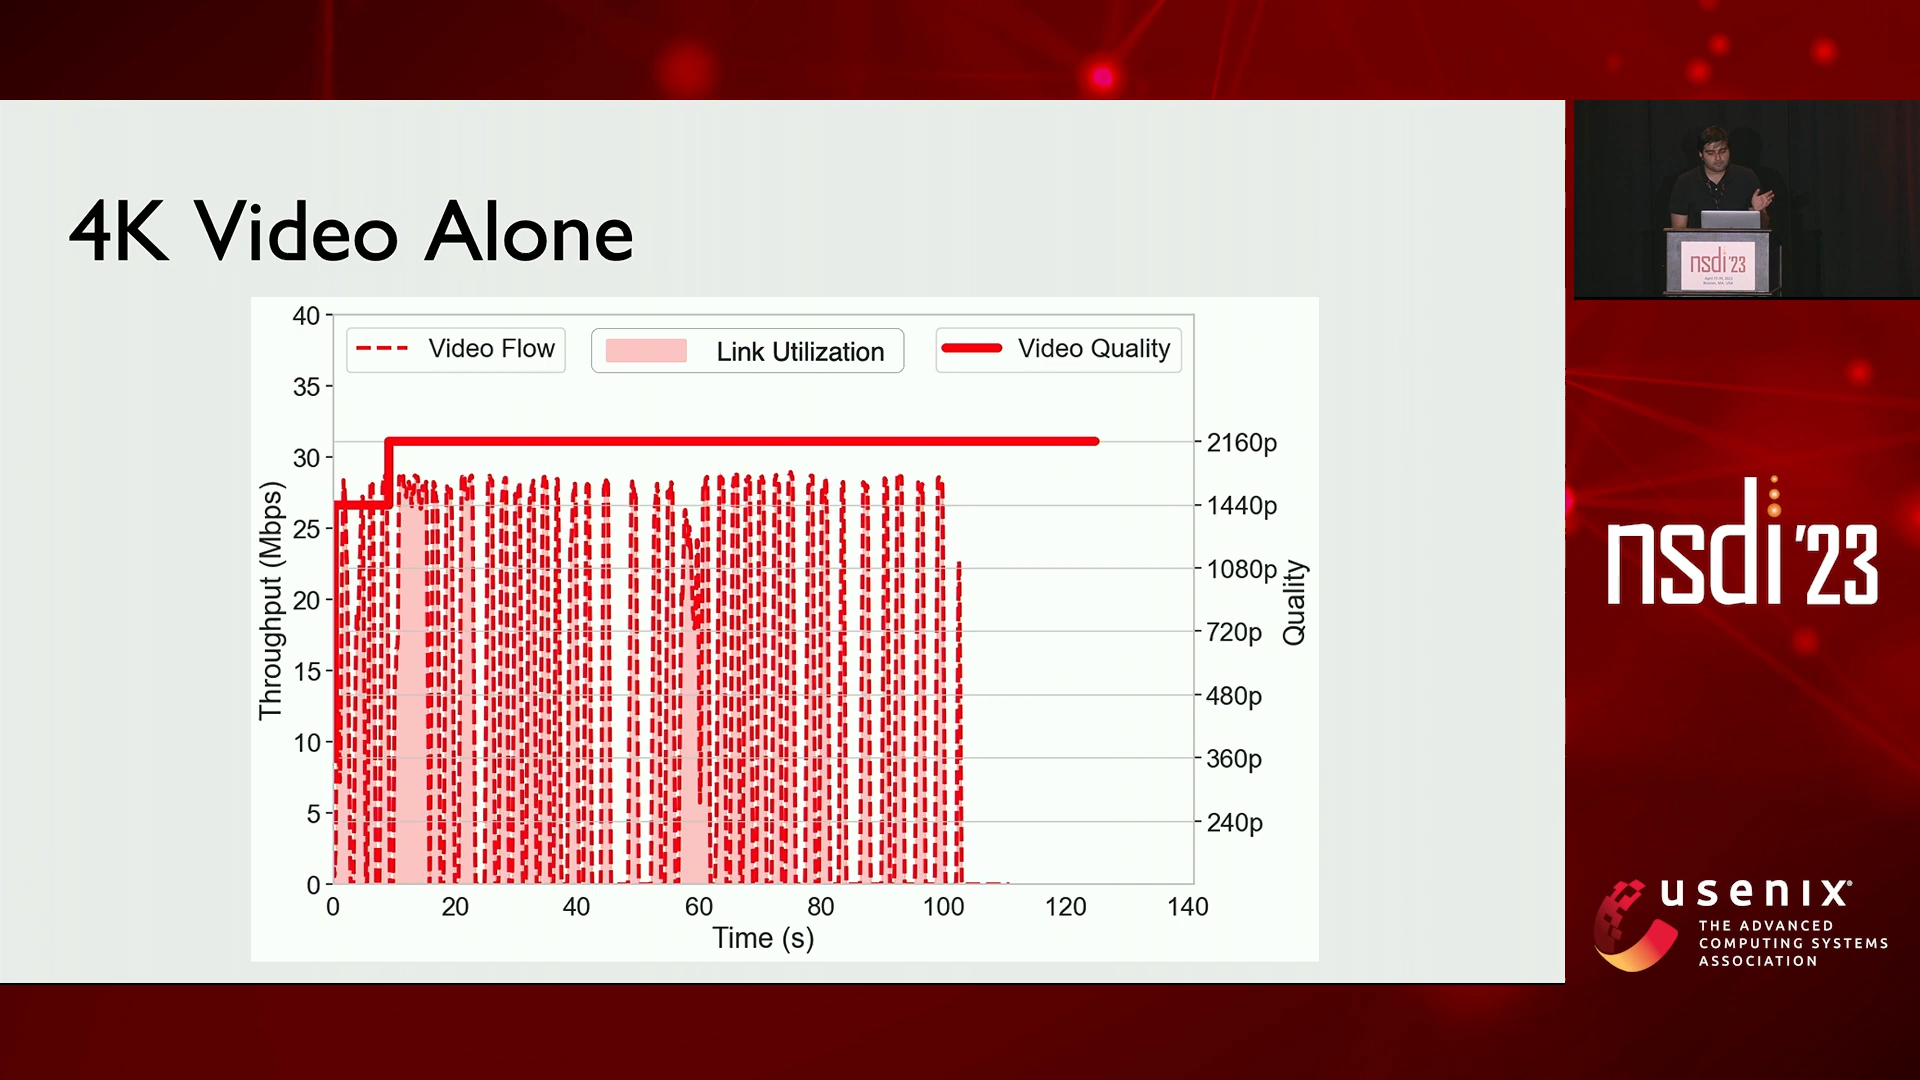 4K Video Alone
Video Flow
Link Utilization
Video Quality
40
35
30
25
20
15
10
5
0
Throughput (Mbps)
0 20 40 60 80 100 120 140
Time (s)
2160p
1440p
1080p
720p
480p
360p
240p
Quality
nsdi '23
nsdi '23
usenix®
THE ADVANCED
COMPUTING SYSTEMS
ASSOCIATION